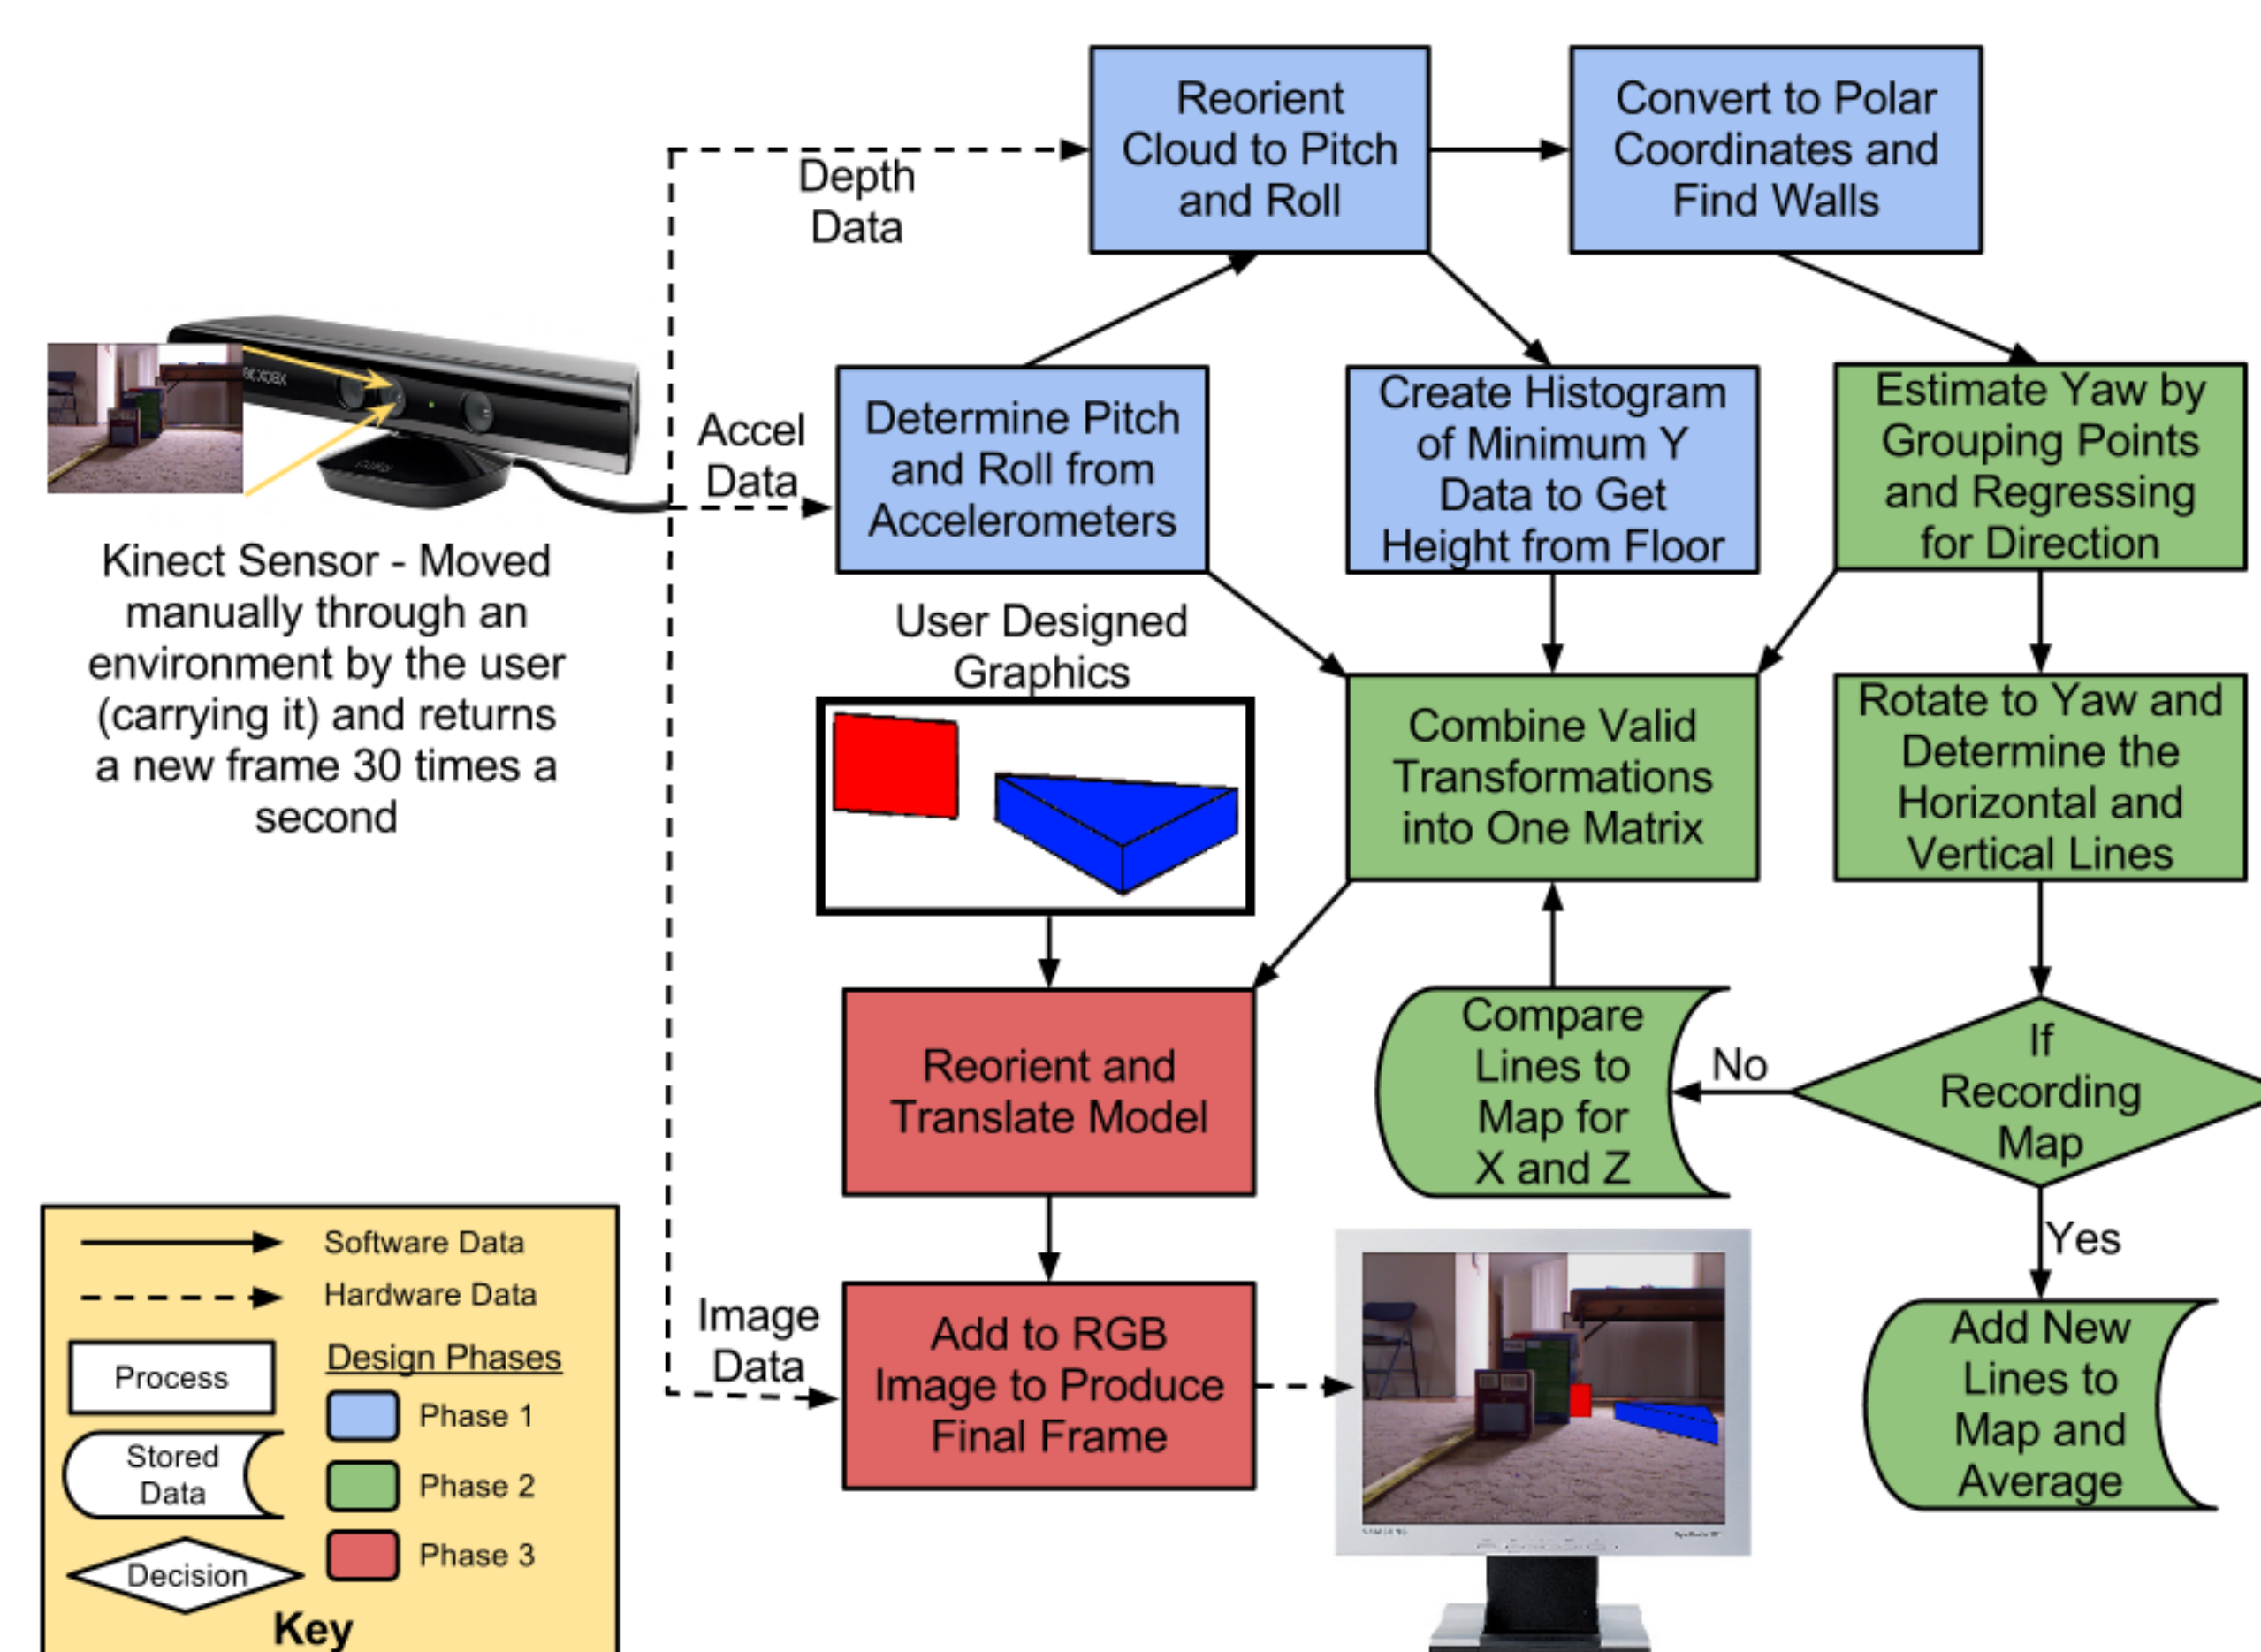 Reorient
Cloud to Pitch
and Roll
Convert to Polar
Coordinates and
Find Walls
Depth
Data
Accel
Data
Determine Pitch
and Roll from
Accelerometers
Create Histogram
of Minimum Y
Data to Get
Height from Floor
Estimate Yaw by
Grouping Points
and Regressing
for Direction
Kinect Sensor - Moved
manually through an
environment by the user
(carrying it) and returns
a new frame 30 times a
second
User Designed
Graphics
Combine Valid
Transformations
into One Matrix
Rotate to Yaw and
Determine the
Horizontal and
Vertical Lines
Reorient and
Translate Model
Compare
Lines to
Map for
X and Z
No
If
Recording
Map
Yes
Image
Data
Add to RGB
Image to Produce
Final Frame
Add New
Lines to
Map and
Average
Software Data
Hardware Data
Process
Stored
Data
Decision
Design Phases
Phase 1
Phase 2
Phase 3
Key